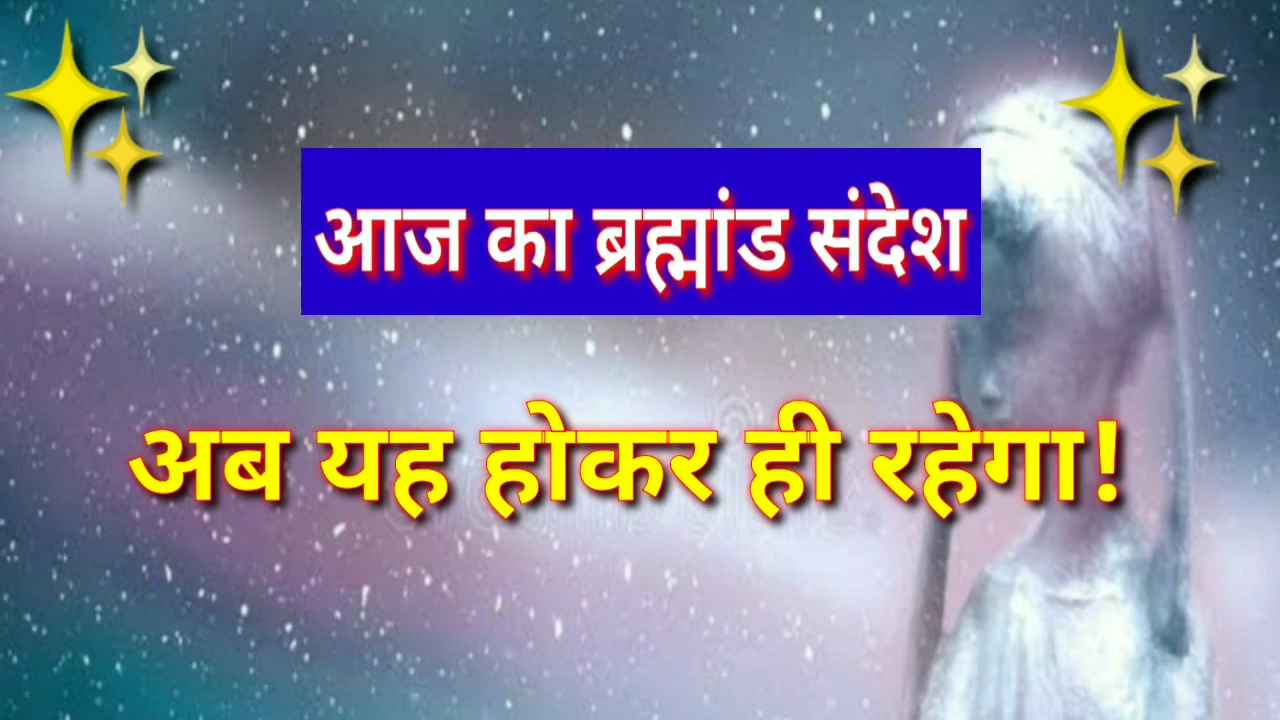 आज का ब्रह्मांड संदेश
अब यह होकर ही रहेगा!